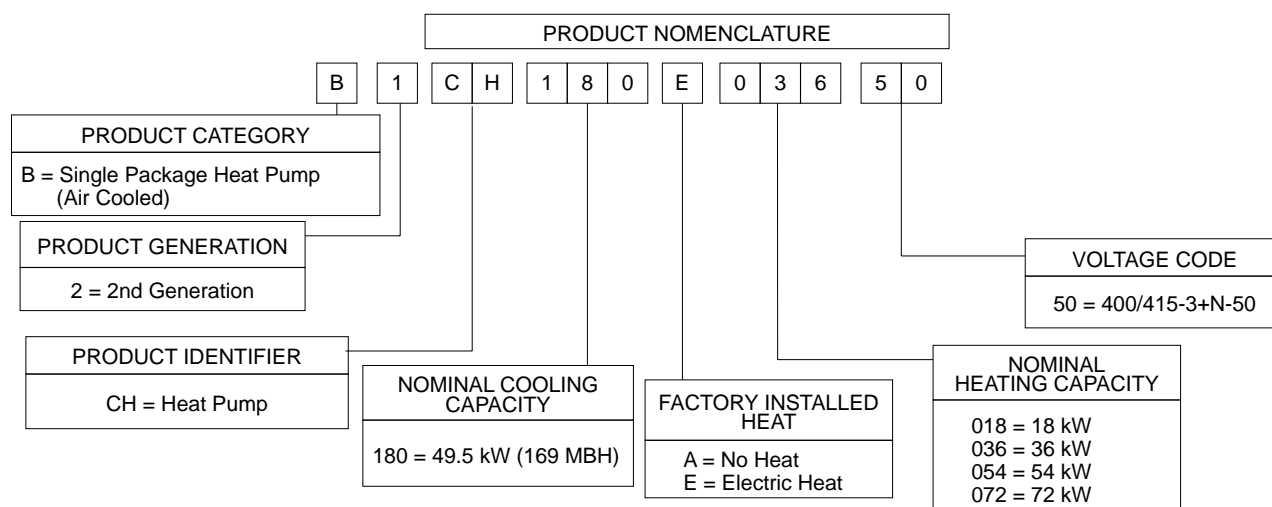 PRODUCT NOMENCLATURE
B 1 C H 1 8 0 E 0 3 6 5 0
PRODUCT CATEGORY
B = Single Package Heat Pump
(Air Cooled)
PRODUCT GENERATION
2 = 2nd Generation
VOLTAGE CODE
50 = 400/415-3+N-50
PRODUCT IDENTIFIER
CH = Heat Pump
NOMINAL COOLING
CAPACITY
180 = 49.5 kW (169 MBH)
FACTORY INSTALLED
HEAT
A = No Heat
E = Electric Heat
NOMINAL
HEATING CAPACITY
018 = 18 kW
036 = 36 kW
054 = 54 kW
072 = 72 kW